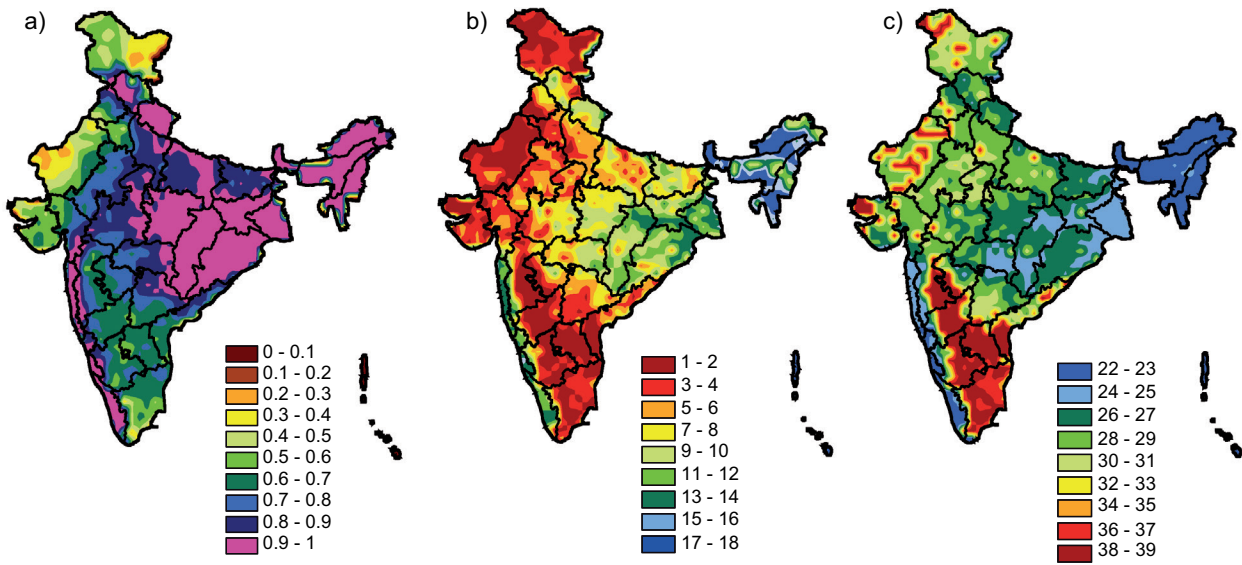 a)
b)
c)
0 - 0.1
0.1 - 0.2
0.2 - 0.3
0.3 - 0.4
0.4 - 0.5
0.5 - 0.6
0.6 - 0.7
0.7 - 0.8
0.8 - 0.9
0.9 - 1
1 - 2
3 - 4
5 - 6
7 - 8
9 - 10
11 - 12
13 - 14
15 - 16
17 - 18
22 - 23
24 - 25
26 - 27
28 - 29
30 - 31
32 - 33
34 - 35
36 - 37
38 - 39